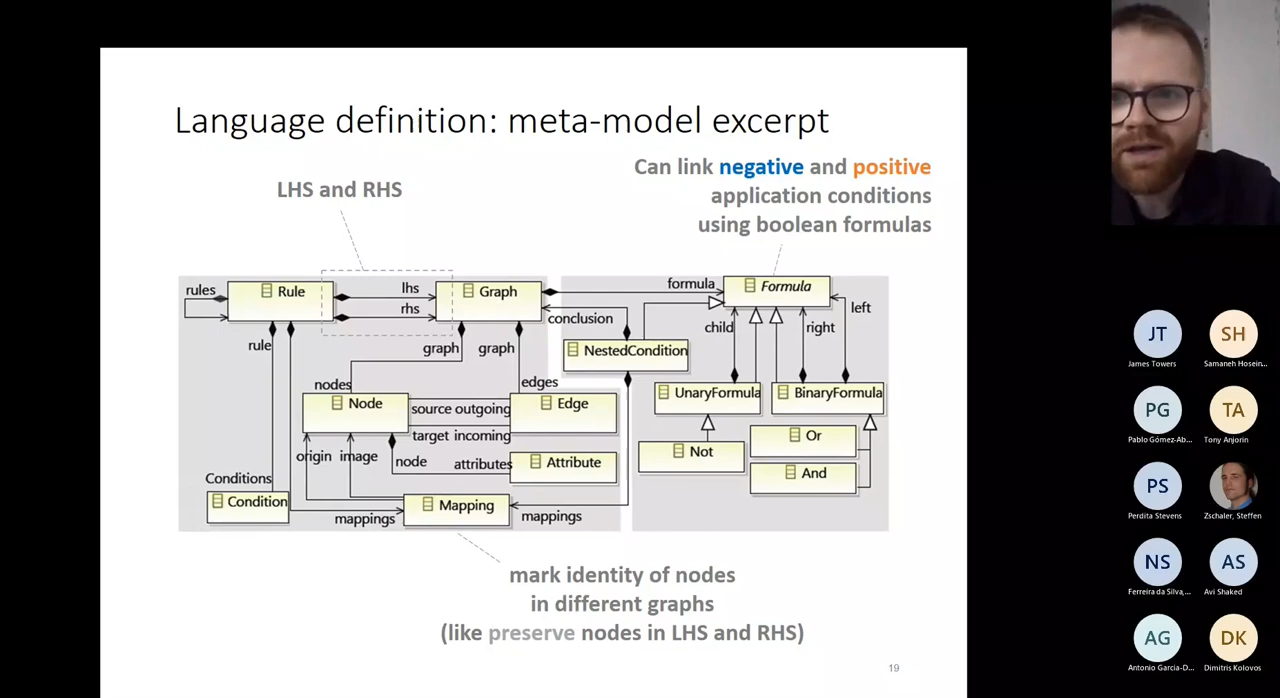 Language definition: meta-model excerpt
Can link negative and positive
application conditions
using boolean formulas
LHS and RHS
rules
Rule
lhs
rhs
Graph
formula
Formula
conclusion
left
child
right
rule
graph
graph
NestedCondition
nodes
edges
UnaryFormula
BinaryFormula
Node
source outgoing
Edge
target incoming
Or
origin
image
node
attributes
Attribute
Not
And
Conditions
Condition
mappings
Mapping
mappings
mark identity of nodes
in different graphs
(like preserve nodes in LHS and RHS)
19
JT
James Towers
SH
Samaneh Hosein...
PG
Pablo Gómez-Ab...
TA
Tony Anjorin
PS
Perdita Stevens
Zschaler, Steffen
NS
Ferreira da Silva,...
AS
Avi Shaked
AG
Antonio Garcia-D...
DK
Dimitris Kolovos